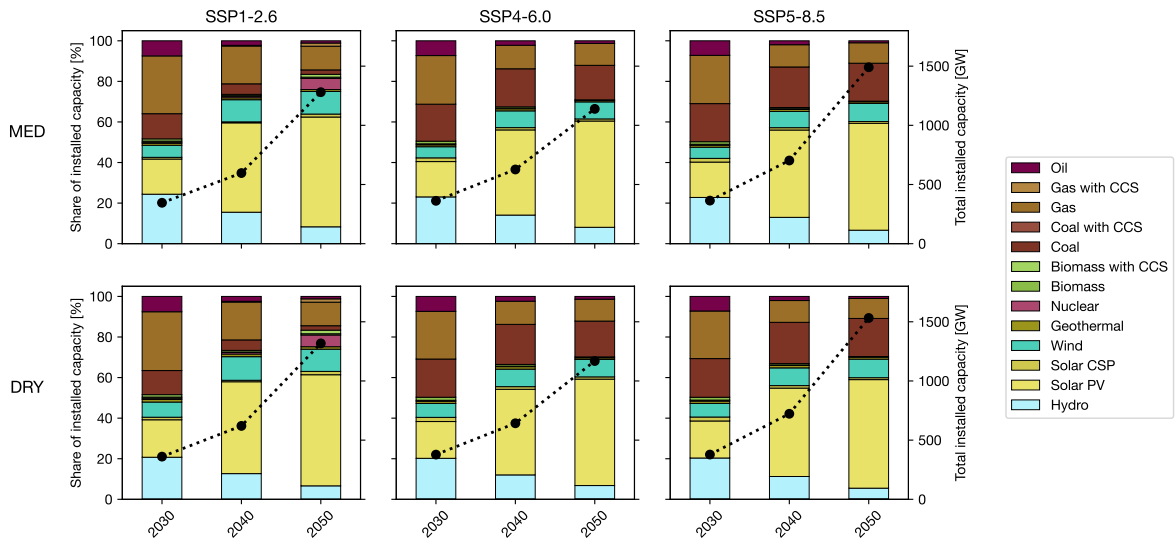 SSP1-2.6
SSP4-6.0
SSP5-8.5
MED
Share of installed capacity [%]
100
80
60
40
20
0
1500
1000
500
0
Total installed capacity [GW]
DRY
Share of installed capacity [%]
100
80
60
40
20
0
1500
1000
500
0
Total installed capacity [GW]
2030
2040
2050
2030
2040
2050
2030
2040
2050
Oil
Gas with CCS
Gas
Coal with CCS
Coal
Biomass with CCS
Biomass
Nuclear
Geothermal
Wind
Solar CSP
Solar PV
Hydro